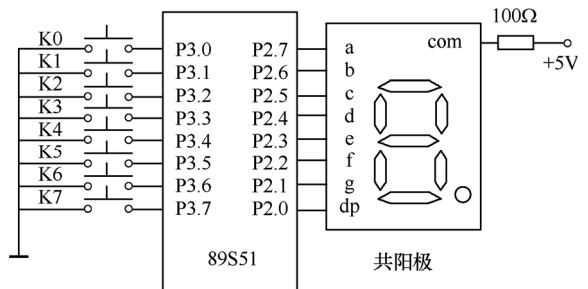 100Ω
+5V
K0
K1
K2
K3
K4
K5
K6
K7
P3.0 P2.7
P3.1 P2.6
P3.2 P2.5
P3.3 P2.4
P3.4 P2.3
P3.5 P2.2
P3.6 P2.1
P3.7 P2.0
89S51
a com
b
c
d
e
f
g
dp
共阳极